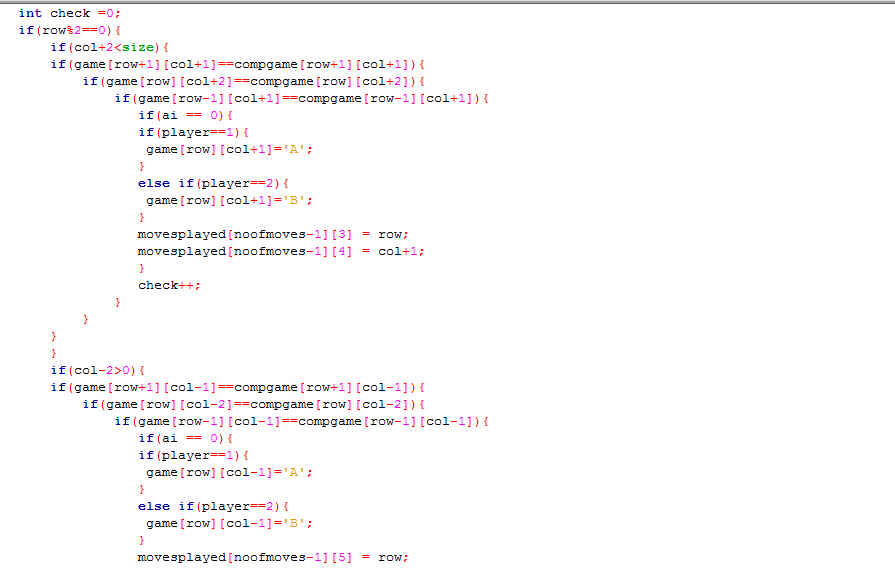 int check =0;
if(row%2==0){
if(col+2<size){
if(game[row+1][col+1]==compgame[row+1][col+1]){
if(game[row][col+2]==compgame[row][col+2]){
if(game[row-1][col+1]==compgame[row-1][col+1]){
if(ai == 0){
if(player==1){
game[row][col+1]='A';
}
else if(player==2){
game[row][col+1]='B';
}
movesplayed[noofmoves-1][3] = row;
movesplayed[noofmoves-1][4] = col+1;
}
check++;
}
}
}
}
if(col-2>0){
if(game[row+1][col-1]==compgame[row+1][col-1]){
if(game[row][col-2]==compgame[row][col-2]){
if(game[row-1][col-1]==compgame[row-1][col-1]){
if(ai == 0){
if(player==1){
game[row][col-1]='A';
}
else if(player==2){
game[row][col-1]='B';
}
movesplayed[noofmoves-1][5] = row;